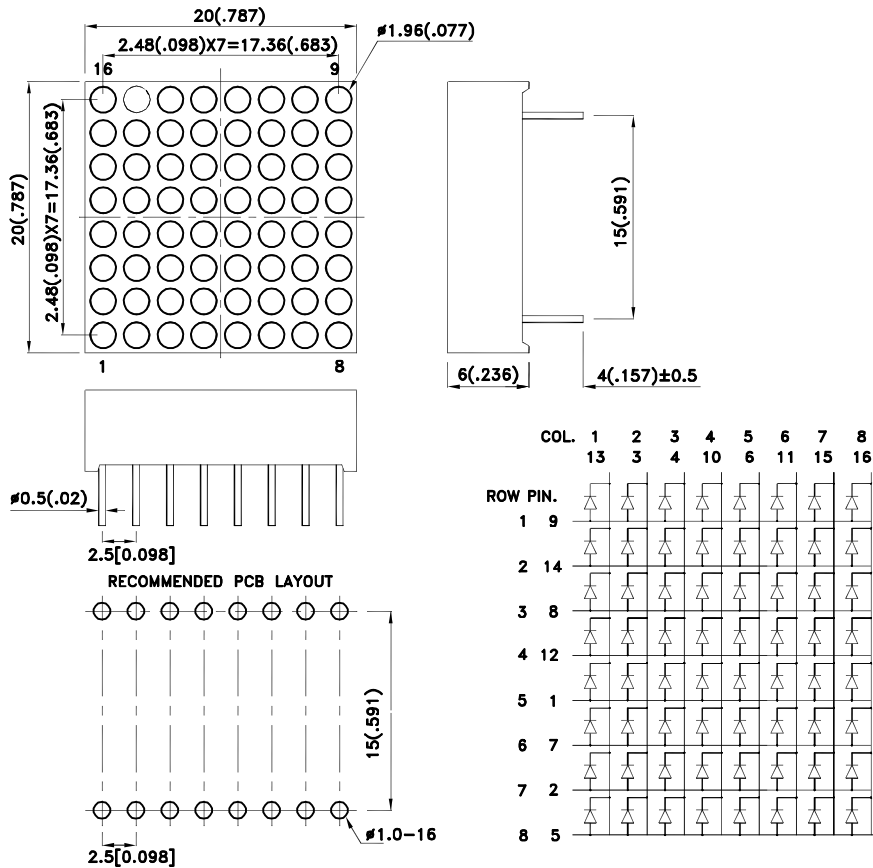 20(.787)
2.48(.098)X7=17.36(.683)
ø1.96(.077)
16 9
20(.787)
2.48(.098)X7=17.36(.683)
1 8
15(.591)
6(.236) 4(.157)±0.5
ø0.5(.02)
2.5[0.098]
RECOMMENDED PCB LAYOUT
15(.591)
ø1.0-16
2.5[0.098]
COL. 1 2 3 4 5 6 7 8
13 3 4 10 6 11 15 16
ROW PIN.
1 9
2 14
3 8
4 12
5 1
6 7
7 2
8 5